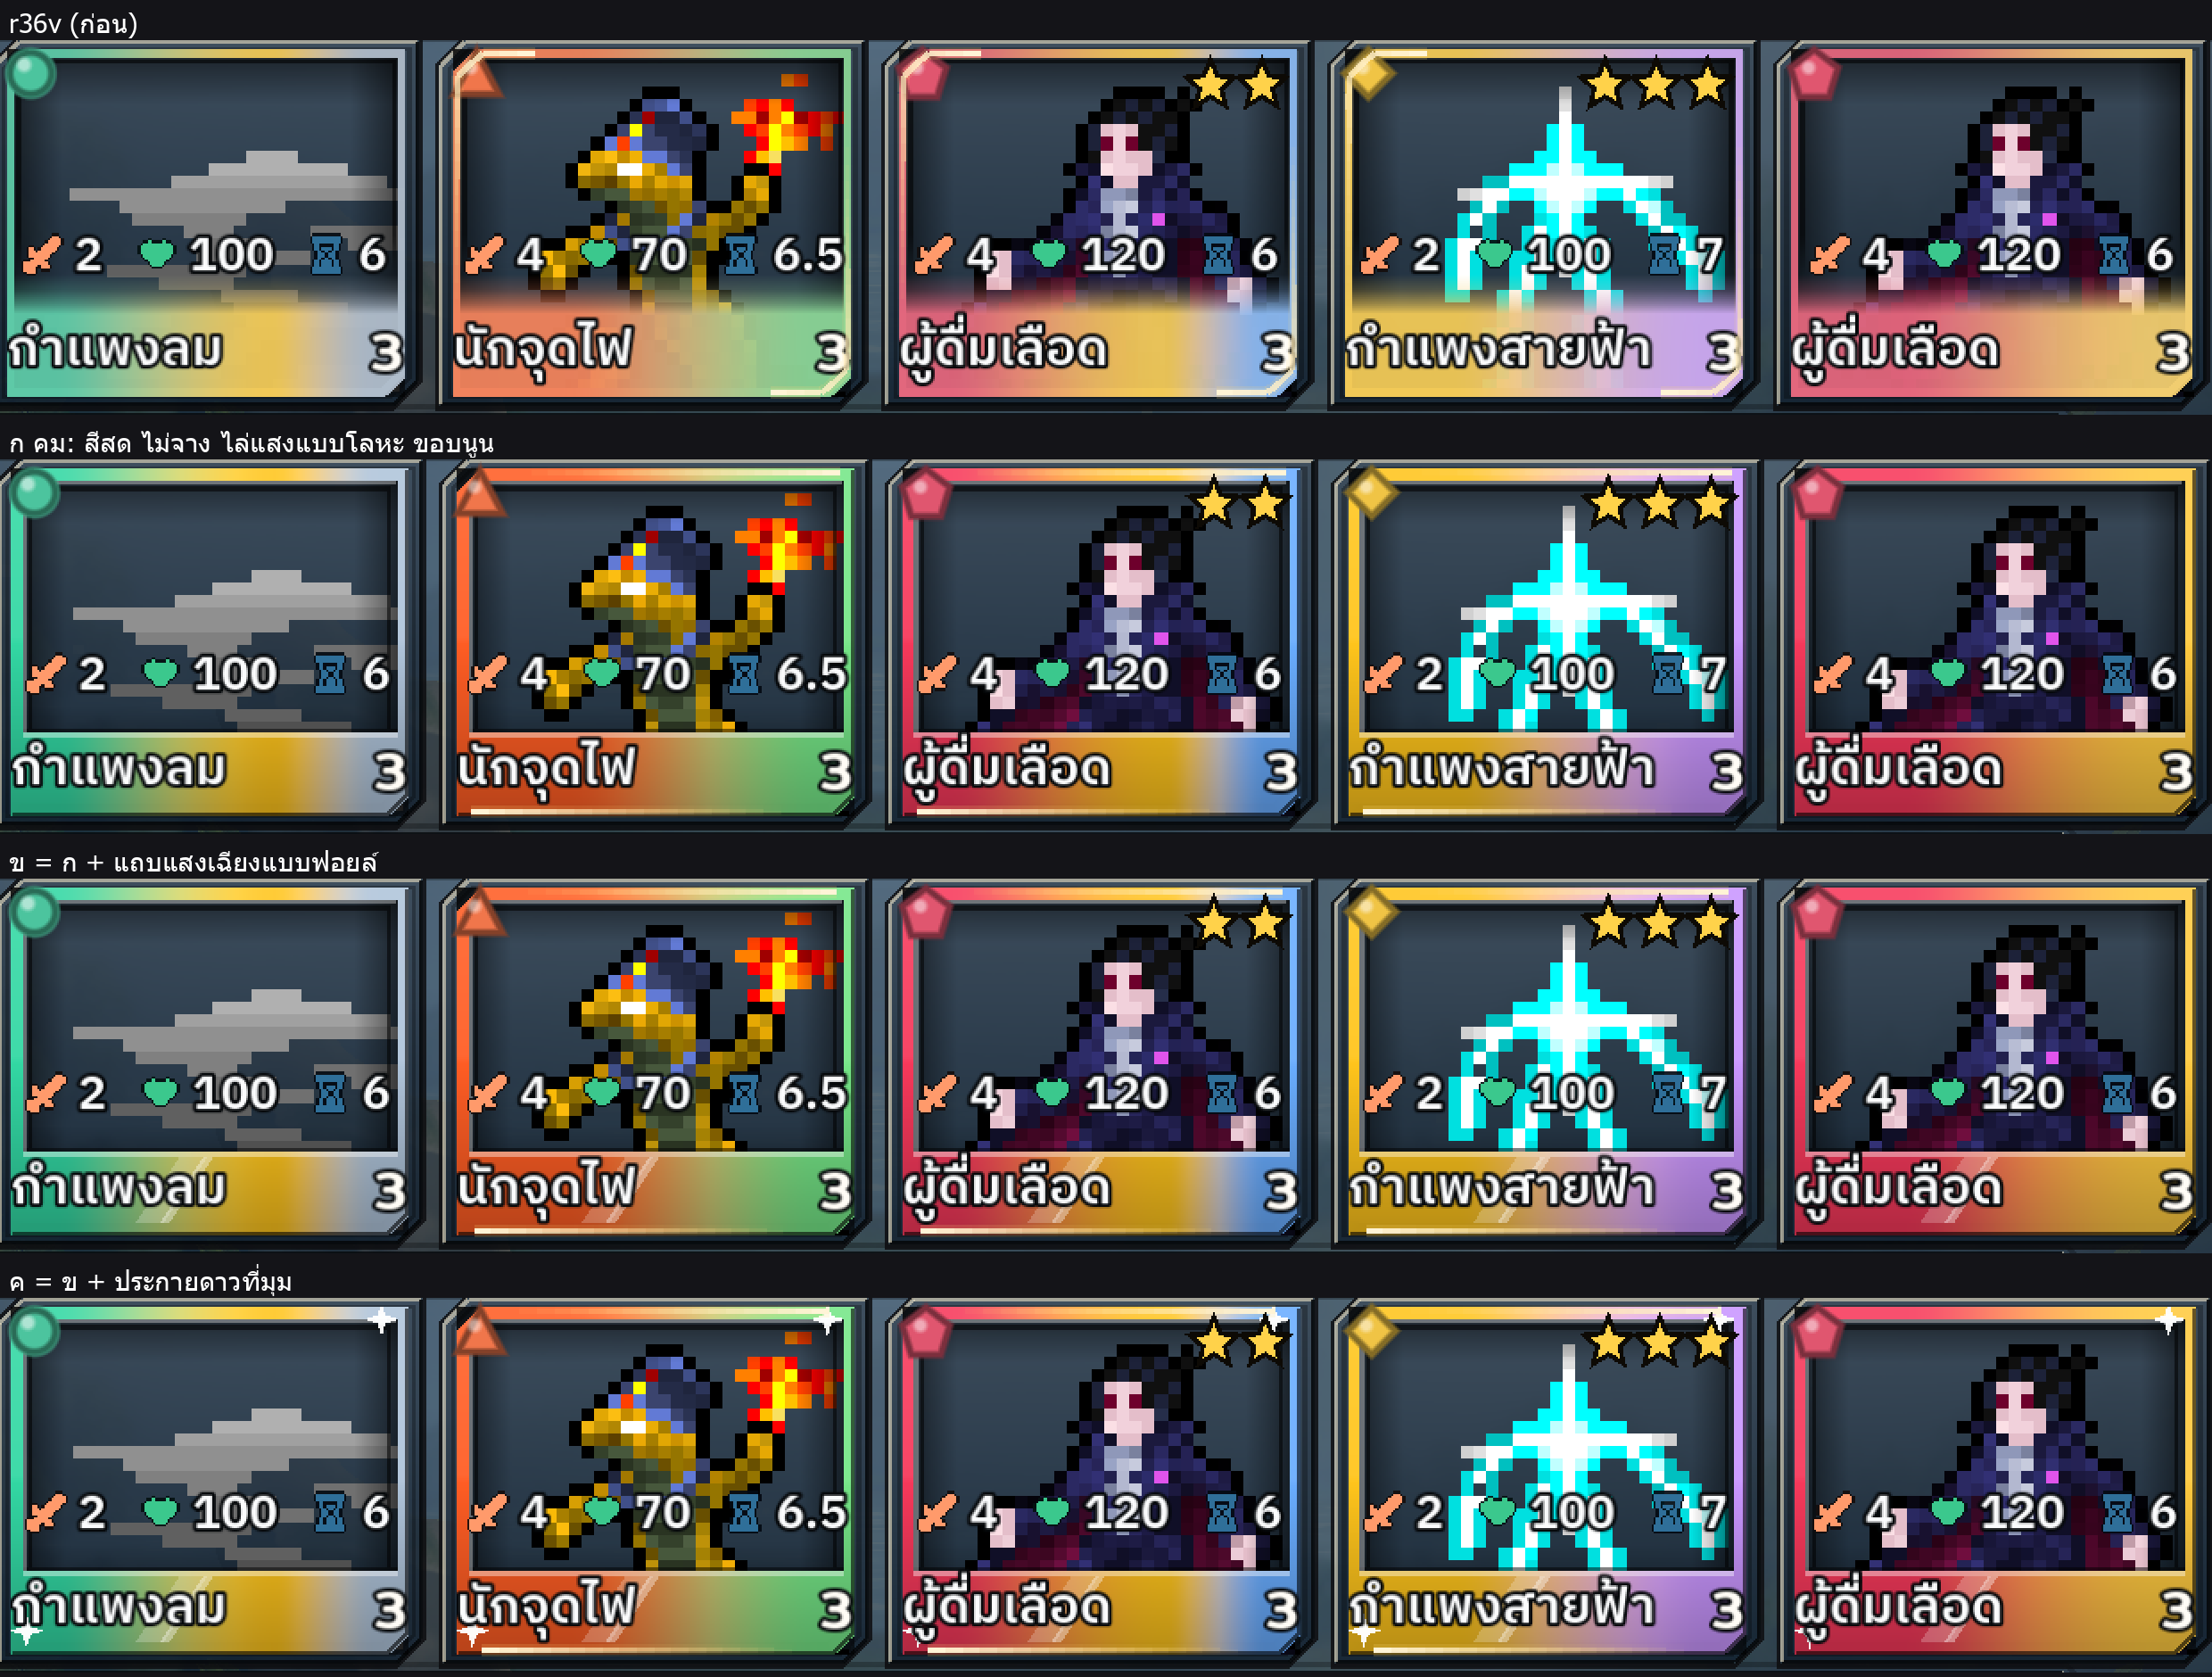 r36v (ก่อน)
2 100 6 4 70 6.5 4 120 6 2 100 7 4 120 6
กำแพงลม 3 นักจุดไฟ 3 ผู้ดื่มเลือด 3 กำแพงสายฟ้า 3 ผู้ดื่มเลือด 3
ก คม: สีสด ไม่จาง ไล่แสงแบบโลหะ ขอบนูน
2 100 6 4 70 6.5 4 120 6 2 100 7 4 120 6
กำแพงลม 3 นักจุดไฟ 3 ผู้ดื่มเลือด 3 กำแพงสายฟ้า 3 ผู้ดื่มเลือด 3
ข = ก + แถบแสงเฉียงแบบฟอยล์
2 100 6 4 70 6.5 4 120 6 2 100 7 4 120 6
กำแพงลม 3 นักจุดไฟ 3 ผู้ดื่มเลือด 3 กำแพงสายฟ้า 3 ผู้ดื่มเลือด 3
ค = ข + ประกายดาวที่มุม
2 100 6 4 70 6.5 4 120 6 2 100 7 4 120 6
กำแพงลม 3 นักจุดไฟ 3 ผู้ดื่มเลือด 3 กำแพงสายฟ้า 3 ผู้ดื่มเลือด 3